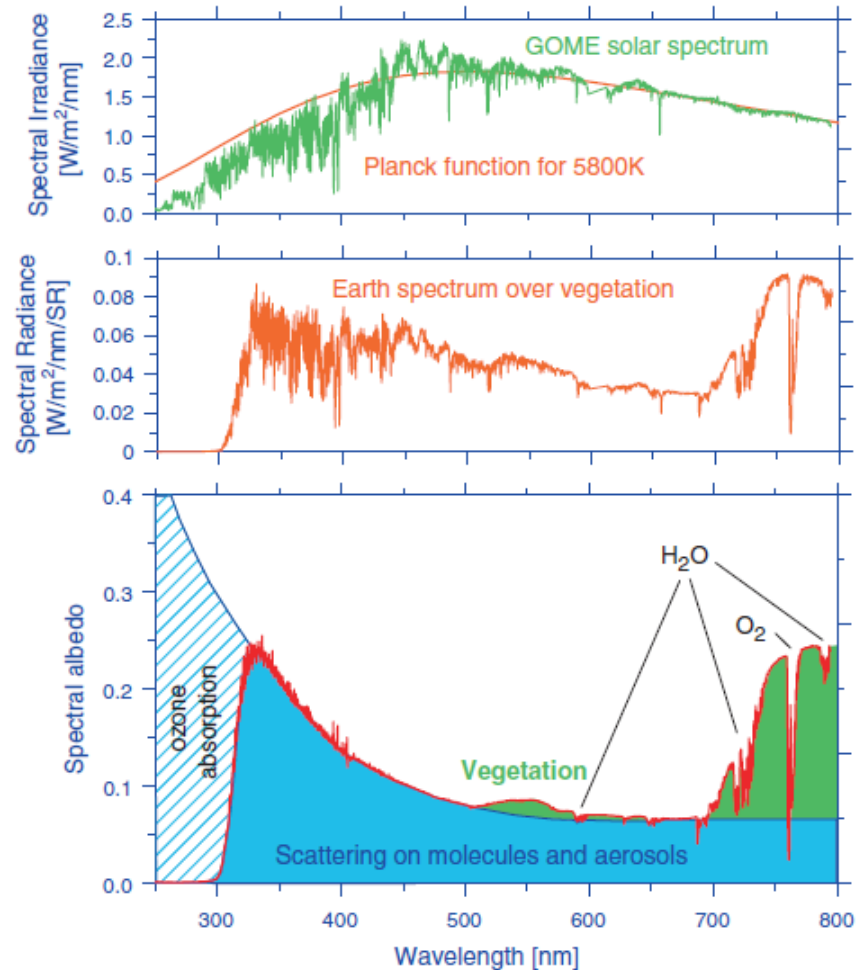 Spectral Irradiance
[W/m²/nm]
2.5
2.0
1.5
1.0
0.5
0.0
GOME solar spectrum
Planck function for 5800K
Spectral Radiance
[W/m²/nm/SR]
0.1
0.08
0.06
0.04
0.02
0
Earth spectrum over vegetation
Spectral albedo
0.4
0.3
0.2
0.1
0.0
ozone
absorption
H₂O
O₂
Vegetation
Scattering on molecules and aerosols
300 400 500 600 700 800
Wavelength [nm]